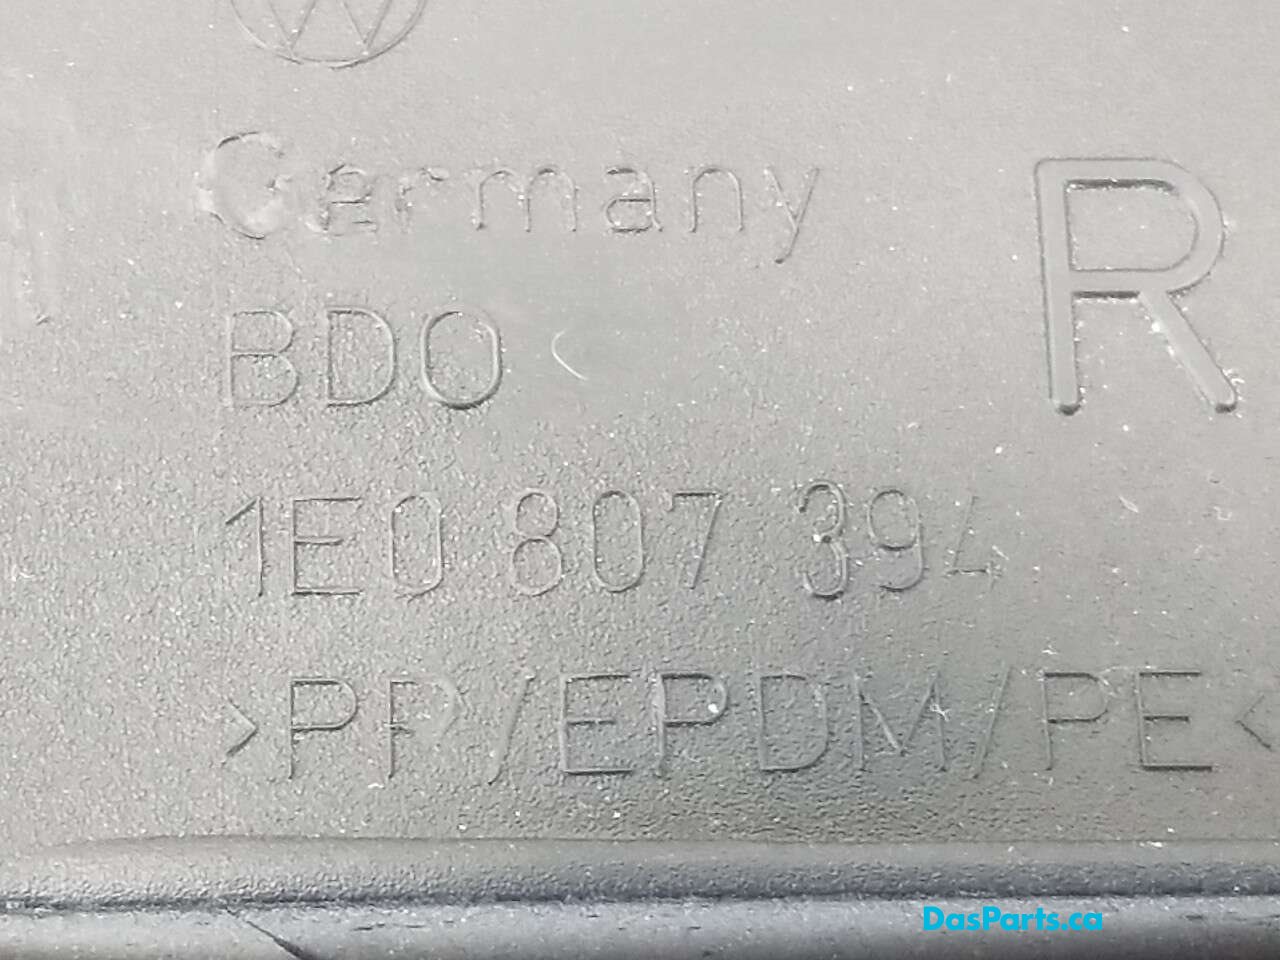 Germany
R
BDO
1E0 807 394
>PP/EPDM/PE<
DasParts.ca